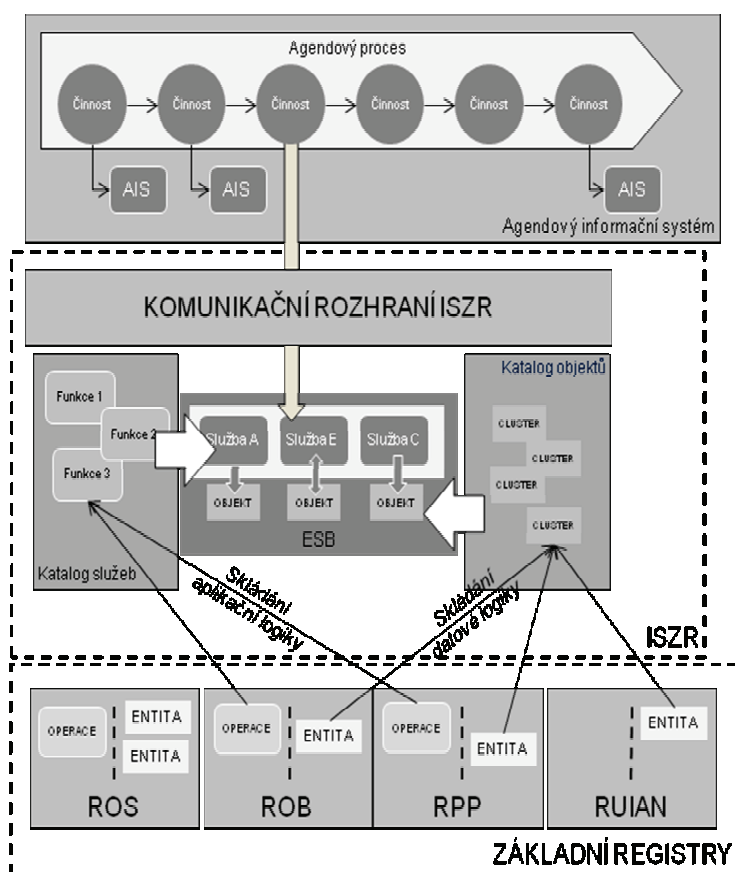 Agendový proces
Činnost
Činnost
Činnost
Činnost
Činnost
Činnost
AIS
AIS
AIS
Agendový informační systém
KOMUNIKAČNÍ ROZHRANÍ ISZR
Funkce 1
Funkce 2
Funkce 3
Katalog služeb
Služba A
Služba E
Služba C
OBJEKT
OBJEKT
OBJEKT
ESB
Katalog objektů
CLUSTER
CLUSTER
CLUSTER
CLUSTER
Skládání
aplikační logiky
Skládání
datové logiky
ISZR
OPERACE
ENTITA
ENTITA
ROS
OPERACE
ENTITA
ROB
OPERACE
ENTITA
RPP
ENTITA
RUIAN
ZÁKLADNÍ REGISTRY